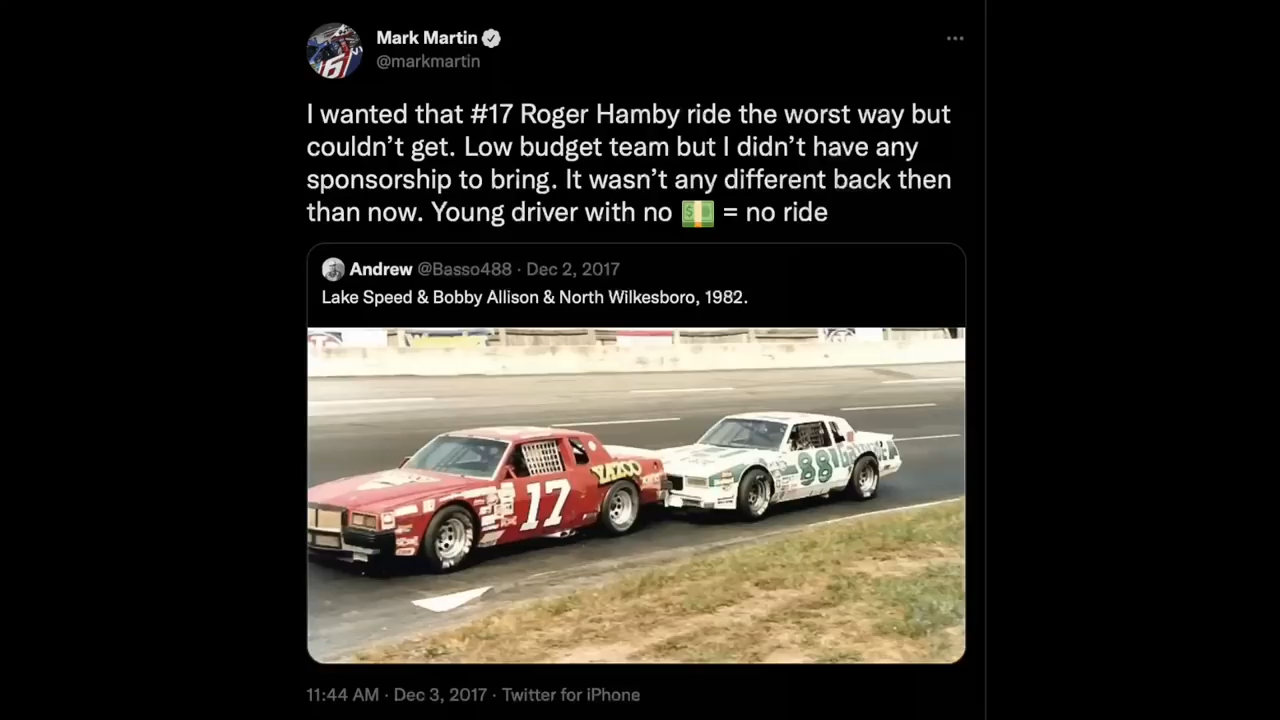 Mark Martin
@markmartin
I wanted that #17 Roger Hamby ride the worst way but
couldn't get. Low budget team but I didn't have any
sponsorship to bring. It wasn't any different back then
than now. Young driver with no 💵 = no ride
Andrew @Basso488 · Dec 2, 2017
Lake Speed & Bobby Allison & North Wilkesboro, 1982.
YAZOO
17
88 Gatorade
11:44 AM · Dec 3, 2017 · Twitter for iPhone